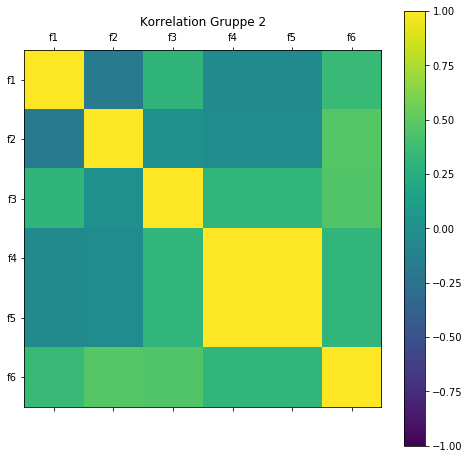 Korrelation Gruppe 2
f1 f2 f3 f4 f5 f6
f1
f2
f3
f4
f5
f6
1.00
0.75
0.50
0.25
0.00
−0.25
−0.50
−0.75
−1.00